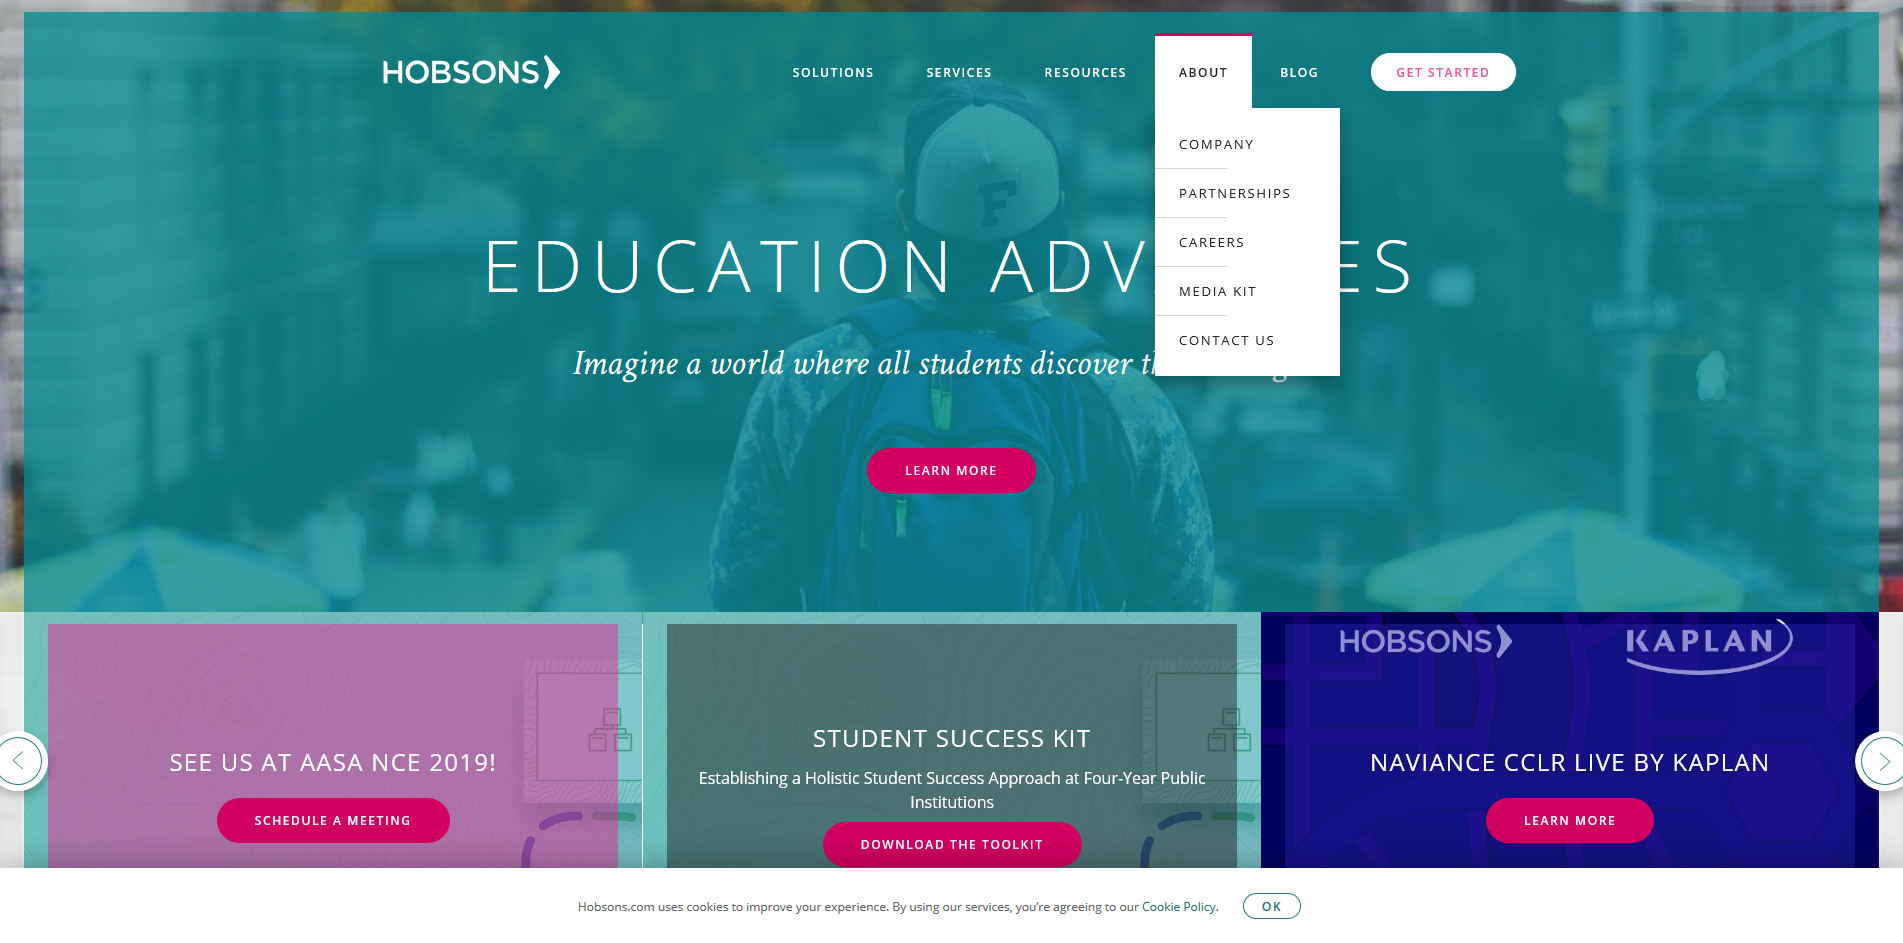 HOBSONS
SOLUTIONS
SERVICES
RESOURCES
ABOUT
BLOG
GET STARTED
COMPANY
PARTNERSHIPS
CAREERS
MEDIA KIT
CONTACT US
F
EDUCATION ADV ES
Imagine a world where all students discover
LEARN MORE
SEE US AT AASA NCE 2019!
SCHEDULE A MEETING
STUDENT SUCCESS KIT
Establishing a Holistic Student Success Approach at Four-Year Public
Institutions
DOWNLOAD THE TOOLKIT
HOBSONS
KAPLAN
NAVIANCE CCLR LIVE BY KAPLAN
LEARN MORE
Hobsons.com uses cookies to improve your experience. By using our services, you’re agreeing to our Cookie Policy.
OK